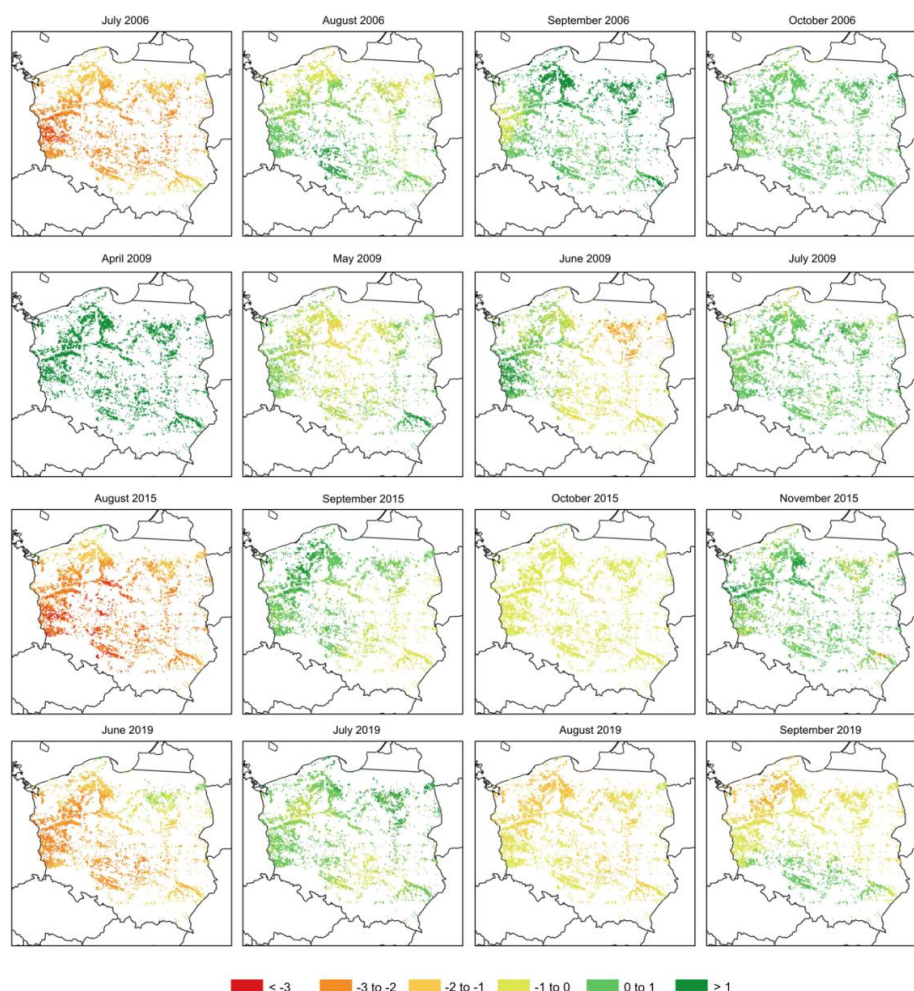 July 2006 August 2006 September 2006 October 2006
April 2009 May 2009 June 2009 July 2009
August 2015 September 2015 October 2015 November 2015
June 2019 July 2019 August 2019 September 2019
< -3 -3 to -2 -2 to -1 -1 to 0 0 to 1 > 1